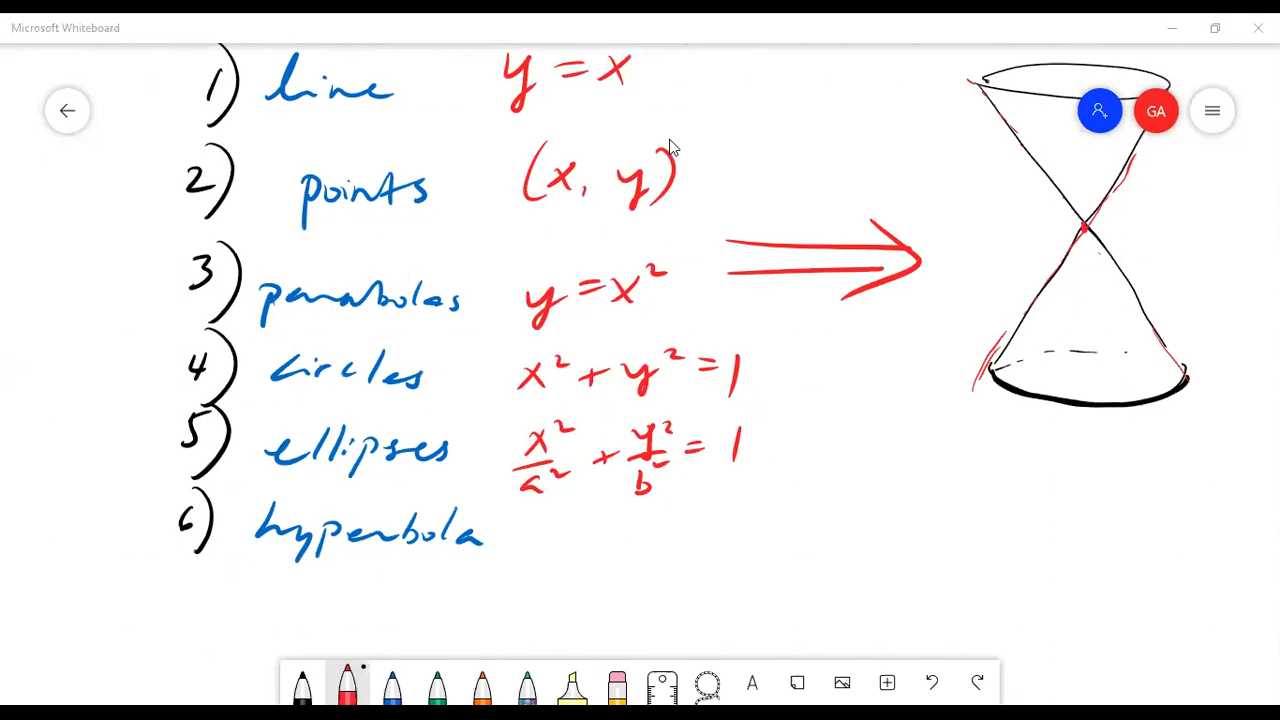 Microsoft Whiteboard
1) line y = x
GA
2) points (x, y)
3) parabolas y = x²
4) circles x² + y² = 1
5) ellipses x²/a² + y²/b² = 1
6) hyperbola
A